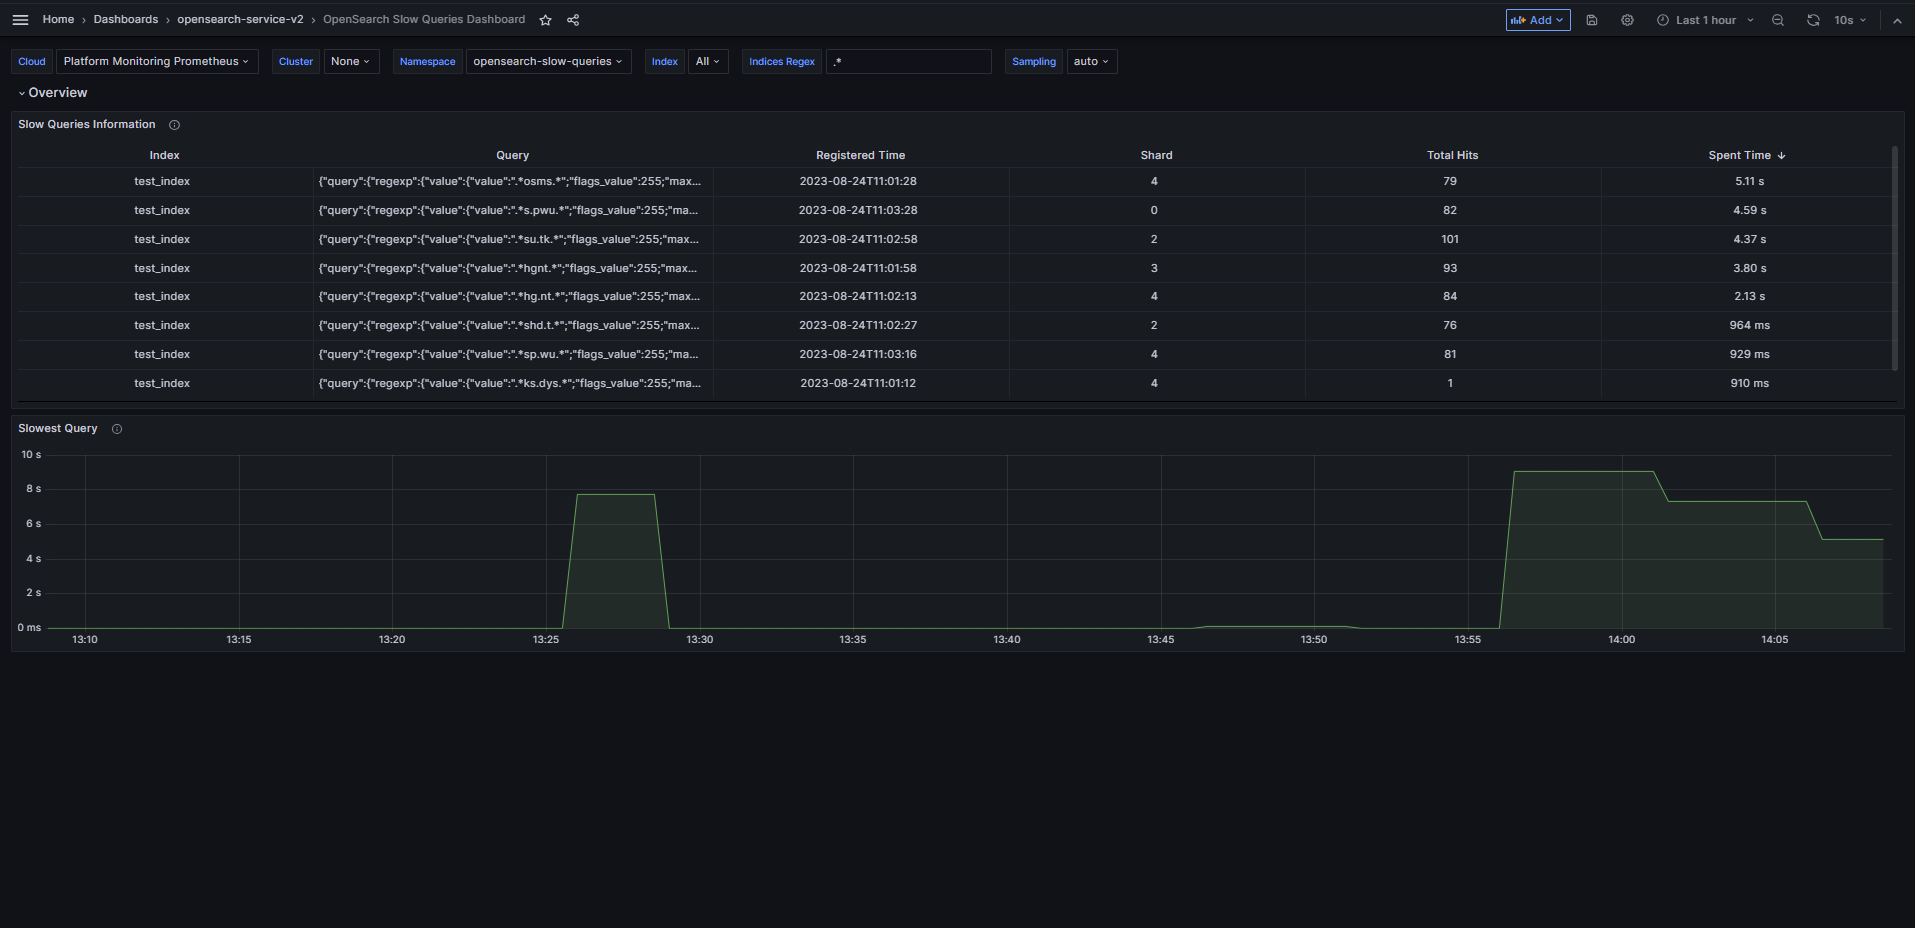 Home › Dashboards › opensearch-service-v2 › OpenSearch Slow Queries Dashboard Add Last 1 hour 10s
Cloud Platform Monitoring Prometheus Cluster None Namespace opensearch-slow-queries Index All Indices Regex .* Sampling auto
Overview
Slow Queries Information
Index Query Registered Time Shard Total Hits Spent Time ↓
test_index {"query":{"regexp":{"value":{"value":".*osms.*";"flags_value":255;"max... 2023-08-24T11:01:28 4 79 5.11 s
test_index {"query":{"regexp":{"value":{"value":".*s.pwu.*";"flags_value":255;"ma... 2023-08-24T11:03:28 0 82 4.59 s
test_index {"query":{"regexp":{"value":{"value":".*su.tk.*";"flags_value":255;"max... 2023-08-24T11:02:58 2 101 4.37 s
test_index {"query":{"regexp":{"value":{"value":".*hgnt.*";"flags_value":255;"max... 2023-08-24T11:01:58 3 93 3.80 s
test_index {"query":{"regexp":{"value":{"value":".*hg.nt.*";"flags_value":255;"max... 2023-08-24T11:02:13 4 84 2.13 s
test_index {"query":{"regexp":{"value":{"value":".*shd.t.*";"flags_value":255;"max... 2023-08-24T11:02:27 2 76 964 ms
test_index {"query":{"regexp":{"value":{"value":".*sp.wu.*";"flags_value":255;"ma... 2023-08-24T11:03:16 4 81 929 ms
test_index {"query":{"regexp":{"value":{"value":".*ks.dys.*";"flags_value":255;"ma... 2023-08-24T11:01:12 4 1 910 ms
Slowest Query
10 s
8 s
6 s
4 s
2 s
0 ms
13:10 13:15 13:20 13:25 13:30 13:35 13:40 13:45 13:50 13:55 14:00 14:05